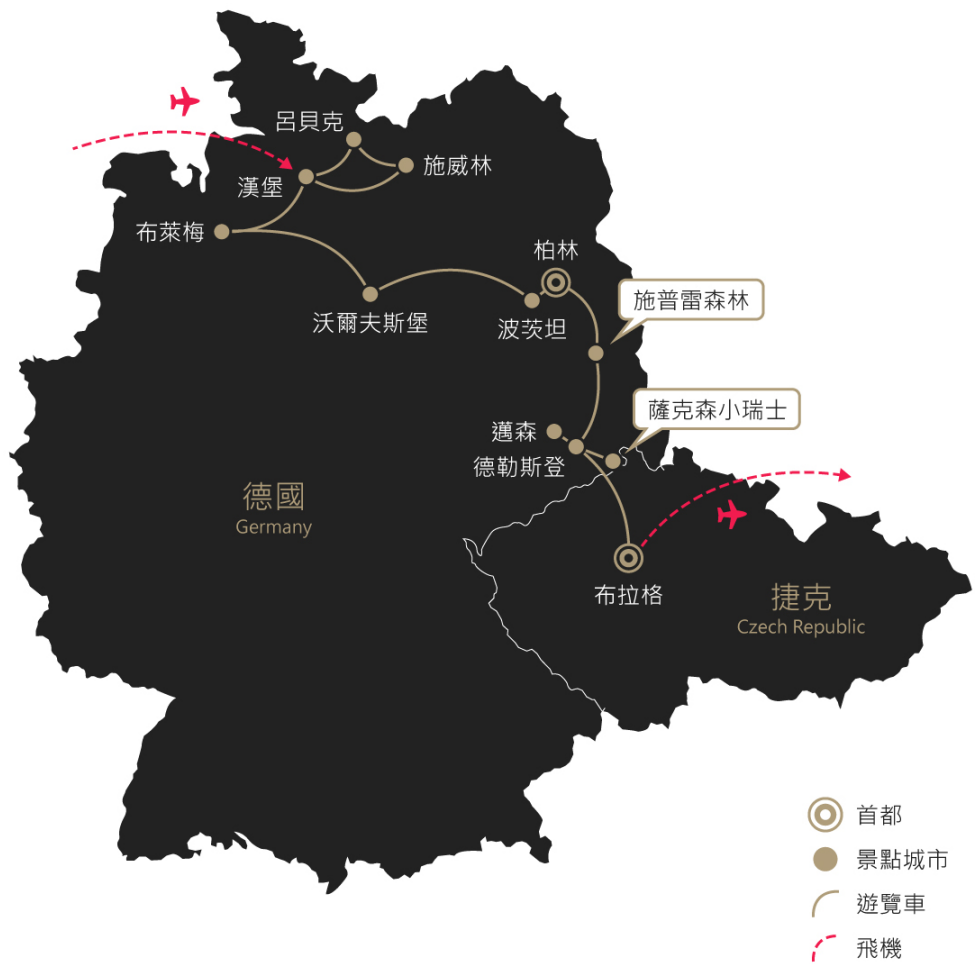 呂貝克
施威林
漢堡
布萊梅
柏林
施普雷森林
沃爾夫斯堡
波茨坦
薩克森小瑞士
邁森
德勒斯登
德國
Germany
布拉格
捷克
Czech Republic
首都
景點城市
遊覽車
飛機